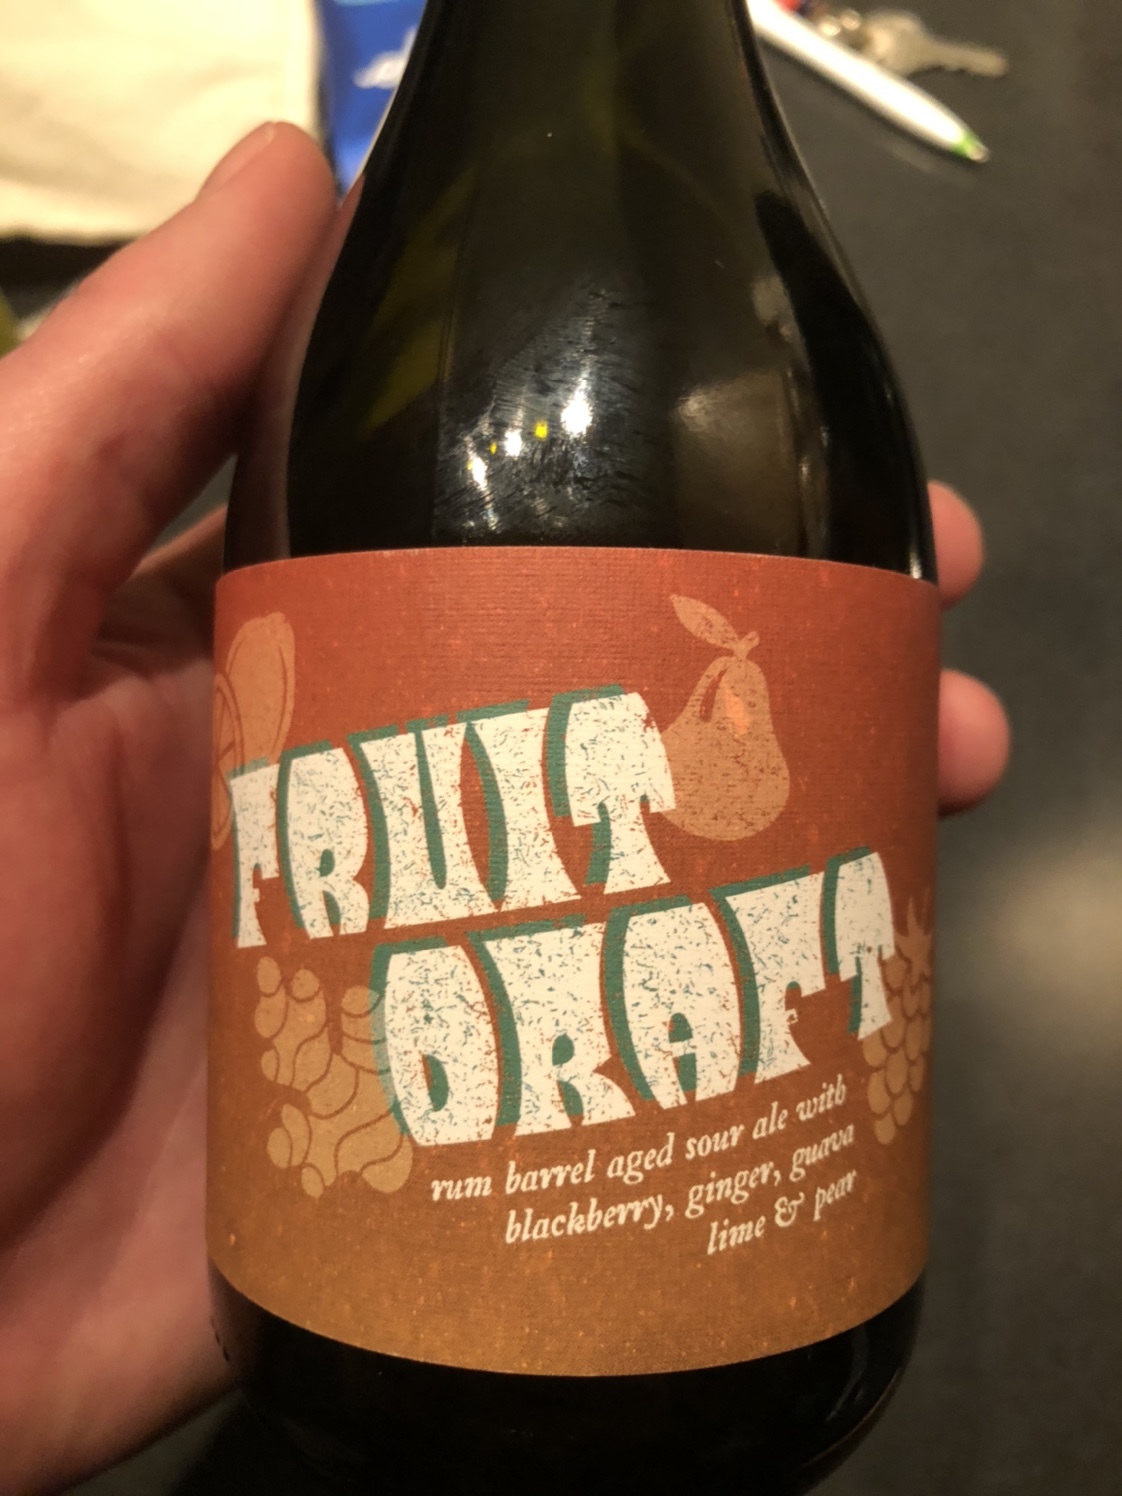 FRUIT
DRAFT
rum barrel aged sour ale with
blackberry, ginger, guava
lime & pear